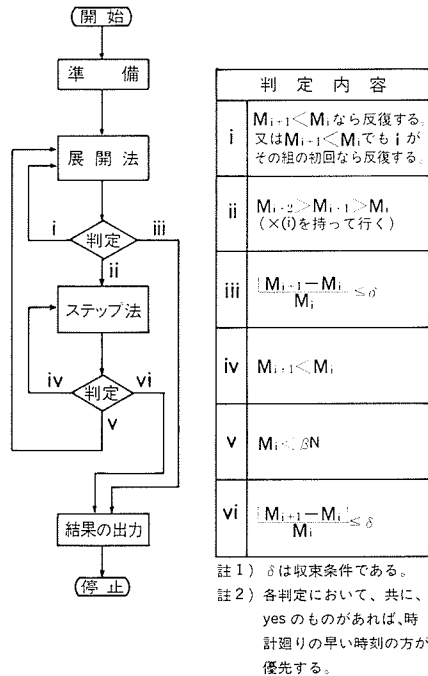 開始
準備
展開法
i
判定
iii
ii
ステップ法
iv
判定
vi
v
結果の出力
停止
判定内容
i
Mi+1<Miなら反復する。
又はMi+1<Miでも i が
その組の初回なら反復する。
ii
Mi-2>Mi-1>Mi
(×(i)を持って行く)
iii
|Mi+1−Mi|
Mi
≤δ
iv
Mi+1<Mi
v
Mi<βN
vi
|Mi+1−Mi|
Mi
≤δ
註1) δは収束条件である。
註2) 各判定において、共に、
yesのものがあれば、時
計廻りの早い時刻の方が
優先する。